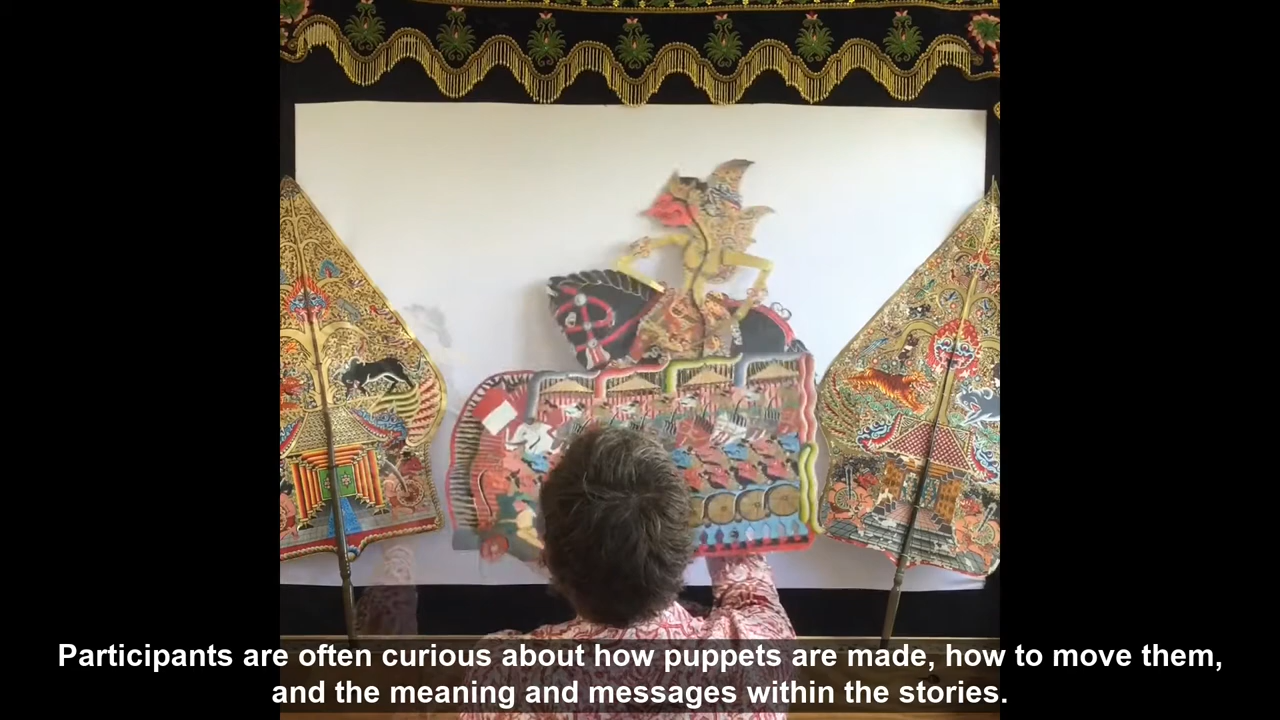 Participants are often curious about how puppets are made, how to move them,
and the meaning and messages within the stories.